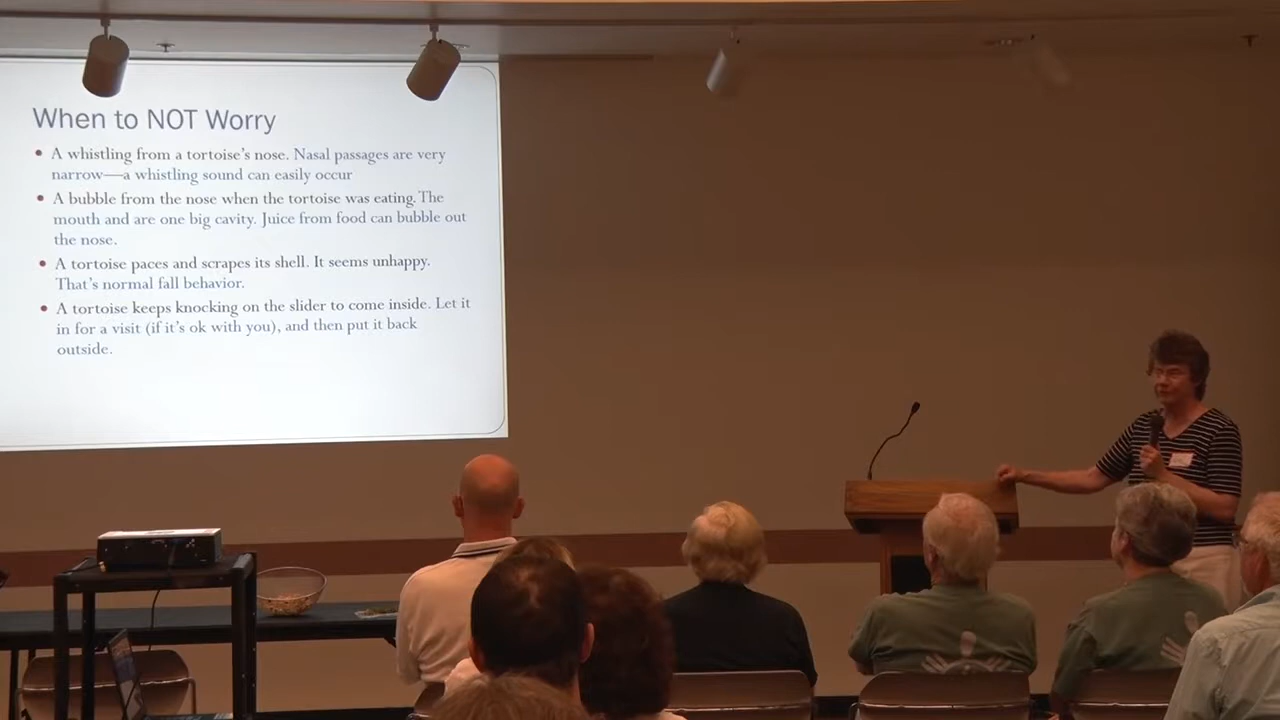 When to NOT Worry
• A whistling from a tortoise's nose. Nasal passages are very
narrow—a whistling sound can easily occur
• A bubble from the nose when the tortoise was eating. The
mouth and are one big cavity. Juice from food can bubble out
the nose.
• A tortoise paces and scrapes its shell. It seems unhappy.
That's normal fall behavior.
• A tortoise keeps knocking on the slider to come inside. Let it
in for a visit (if it's ok with you), and then put it back
outside.